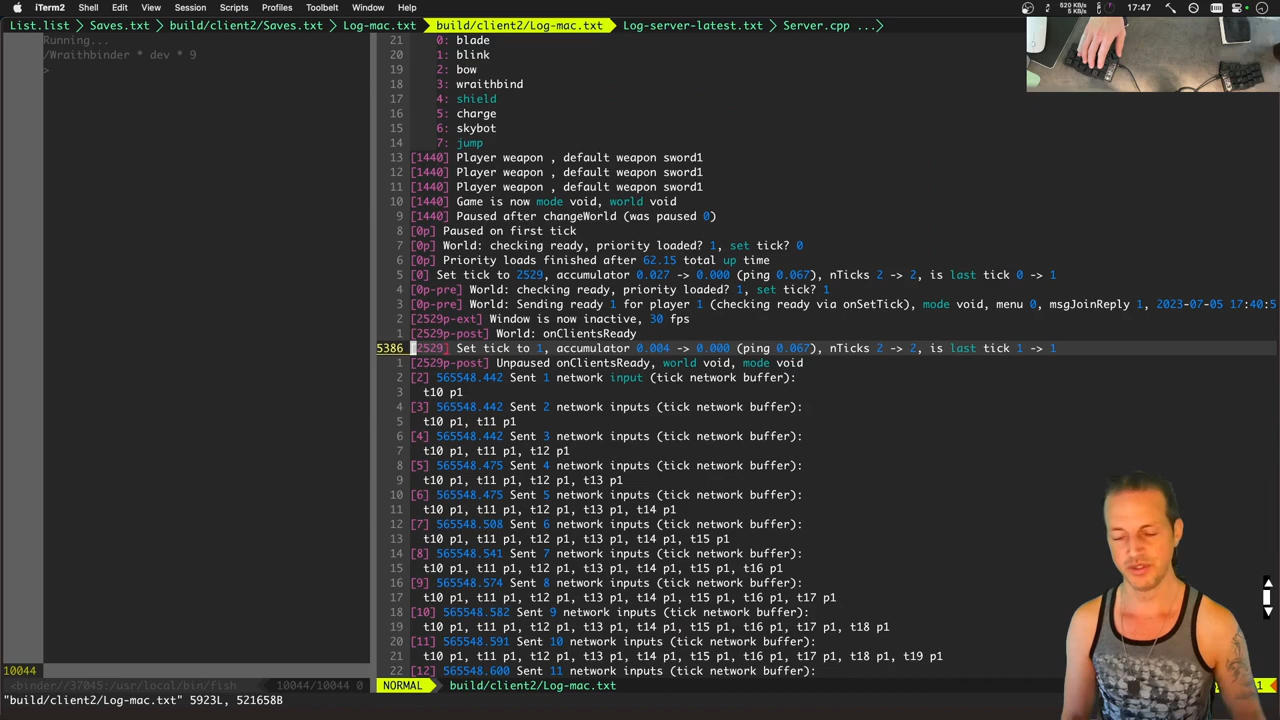 iTerm2 Shell Edit View Session Scripts Profiles Toolbelt Window Help 520 KB 5 KB 17:47
List.list Saves.txt build/client2/Saves.txt Log-mac.txt build/client2/Log-mac.txt Log-server-latest.txt Server.cpp ...
Running...
/Wraithbinder * dev * 9
>
10044
<binder//37045:/usr/local/bin/fish 10044/10044 0
21 0: blade
20 1: blink
19 2: bow
18 3: wraithbind
17 4: shield
16 5: charge
15 6: skybot
14 7: jump
13 [1440] Player weapon , default weapon sword1
12 [1440] Player weapon , default weapon sword1
11 [1440] Player weapon , default weapon sword1
10 [1440] Game is now mode void, world void
9 [1440] Paused after changeWorld (was paused 0)
8 [0p] Paused on first tick
7 [0p] World: checking ready, priority loaded? 1, set tick? 0
6 [0p] Priority loads finished after 62.15 total up time
5 [0] Set tick to 2529, accumulator 0.027 -> 0.000 (ping 0.067), nTicks 2 -> 2, is last tick 0 -> 1
4 [0p-pre] World: checking ready, priority loaded? 1, set tick? 1
3 [0p-pre] World: Sending ready 1 for player 1 (checking ready via onSetTick), mode void, menu 0, msgJoinReply 1, 2023-07-05 17:40:5
2 [2529p-ext] Window is now inactive, 30 fps
1 [2529p-post] World: onClientsReady
5386 [2529] Set tick to 1, accumulator 0.004 -> 0.000 (ping 0.067), nTicks 2 -> 2, is last tick 1 -> 1
1 [2529p-post] Unpaused onClientsReady, world void, mode void
2 [2] 565548.442 Sent 1 network input (tick network buffer):
3 t10 p1
4 [3] 565548.442 Sent 2 network inputs (tick network buffer):
5 t10 p1, t11 p1
6 [4] 565548.442 Sent 3 network inputs (tick network buffer):
7 t10 p1, t11 p1, t12 p1
8 [5] 565548.475 Sent 4 network inputs (tick network buffer):
9 t10 p1, t11 p1, t12 p1, t13 p1
10 [6] 565548.475 Sent 5 network inputs (tick network buffer):
11 t10 p1, t11 p1, t12 p1, t13 p1, t14 p1
12 [7] 565548.508 Sent 6 network inputs (tick network buffer):
13 t10 p1, t11 p1, t12 p1, t13 p1, t14 p1, t15 p1
14 [8] 565548.541 Sent 7 network inputs (tick network buffer):
15 t10 p1, t11 p1, t12 p1, t13 p1, t14 p1, t15 p1, t16 p1
16 [9] 565548.574 Sent 8 network inputs (tick network buffer):
17 t10 p1, t11 p1, t12 p1, t13 p1, t14 p1, t15 p1, t16 p1, t17 p1
18 [10] 565548.582 Sent 9 network inputs (tick network buffer):
19 t10 p1, t11 p1, t12 p1, t13 p1, t14 p1, t15 p1, t16 p1, t17 p1, t18 p1
20 [11] 565548.591 Sent 10 network inputs (tick network buffer):
21 t10 p1, t11 p1, t12 p1, t13 p1, t14 p1, t15 p1, t16 p1, t17 p1, t18 p1, t19 p1
22 [12] 565548.600 Sent 11 network inputs (tick network buffer):
NORMAL build/client2/Log-mac.txt
"build/client2/Log-mac.txt" 5923L, 521658B